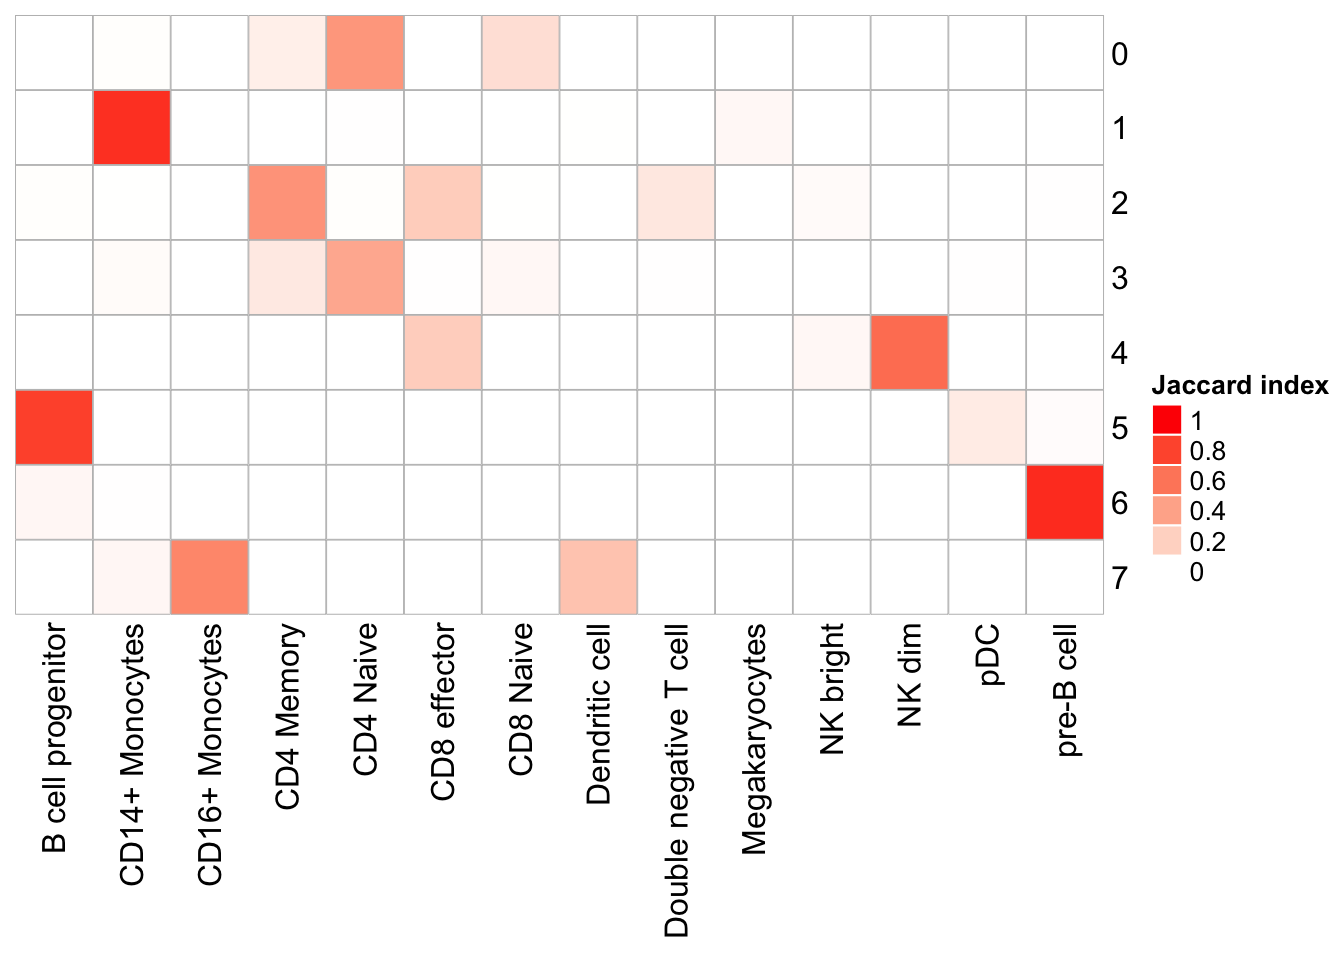 0
1
2
3
4
5
6
7
Jaccard index
1
0.8
0.6
0.4
0.2
0
B cell progenitor
CD14+ Monocytes
CD16+ Monocytes
CD4 Memory
CD4 Naive
CD8 effector
CD8 Naive
Dendritic cell
Double negative T cell
Megakaryocytes
NK bright
NK dim
pDC
pre-B cell